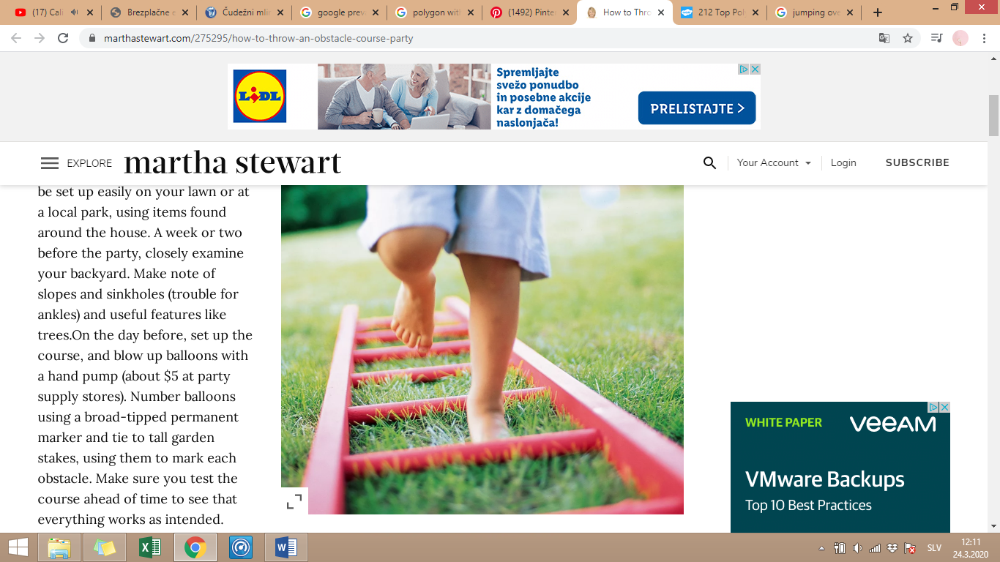 (17) Cali
Brezplačne e
Čudežni mlin
google prev
polygon wit
(1492) Pinte
How to Thro
212 Top Pol
jumping ove
marthastewart.com/275295/how-to-throw-an-obstacle-course-party
LIDL
Spremljajte
svežo ponudbo
in posebne akcije
kar z domačega
naslonjača!
PRELISTAJTE >
EXPLORE
martha stewart
Your Account
Login
SUBSCRIBE
be set up easily on your lawn or at
a local park, using items found
around the house. A week or two
before the party, closely examine
your backyard. Make note of
slopes and sinkholes (trouble for
ankles) and useful features like
trees.On the day before, set up the
course, and blow up balloons with
a hand pump (about $5 at party
supply stores). Number balloons
using a broad-tipped permanent
marker and tie to tall garden
stakes, using them to mark each
obstacle. Make sure you test the
course ahead of time to see that
everything works as intended.
WHITE PAPER
VEEAM
VMware Backups
Top 10 Best Practices
SLV
12:11
24.3.2020